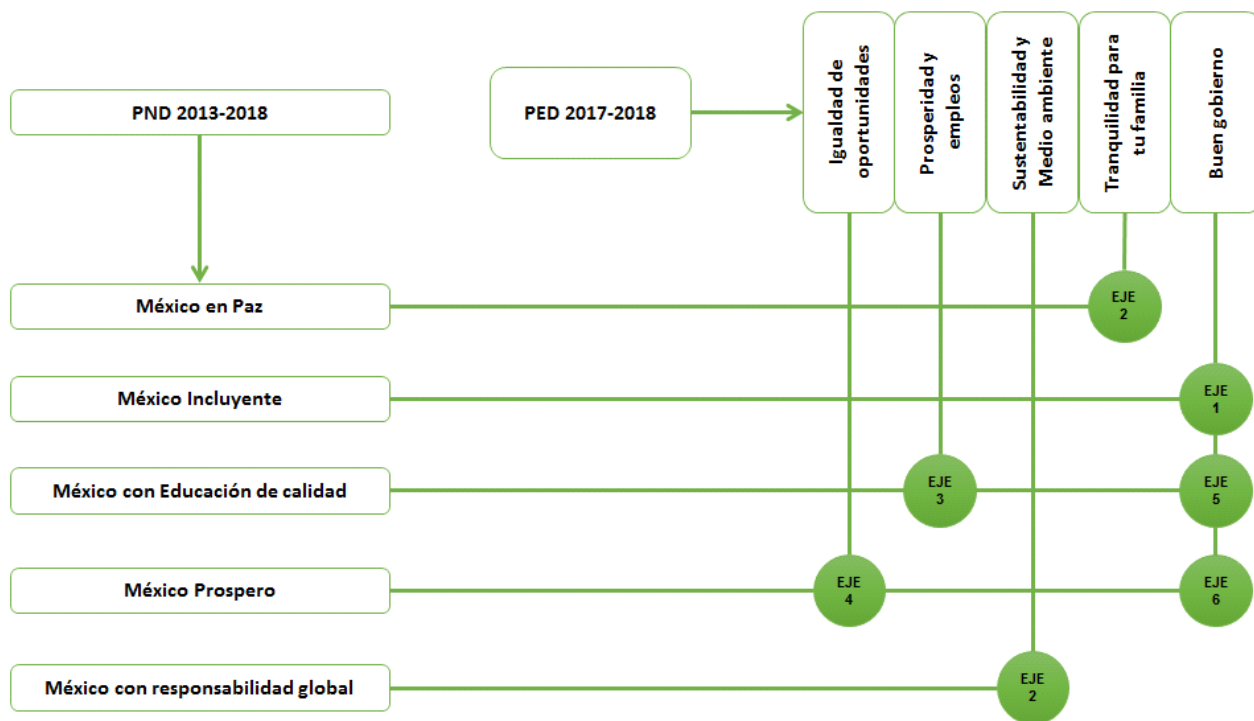 Igualdad de
oportunidades
Prosperidad y
empleos
Sustentabilidad y
Medio ambiente
Tranquilidad para
tu familia
Buen gobierno
PND 2013-2018
PED 2017-2018
México en Paz
EJE
2
México Incluyente
EJE
1
México con Educación de calidad
EJE
3
EJE
5
México Prospero
EJE
4
EJE
6
México con responsabilidad global
EJE
2